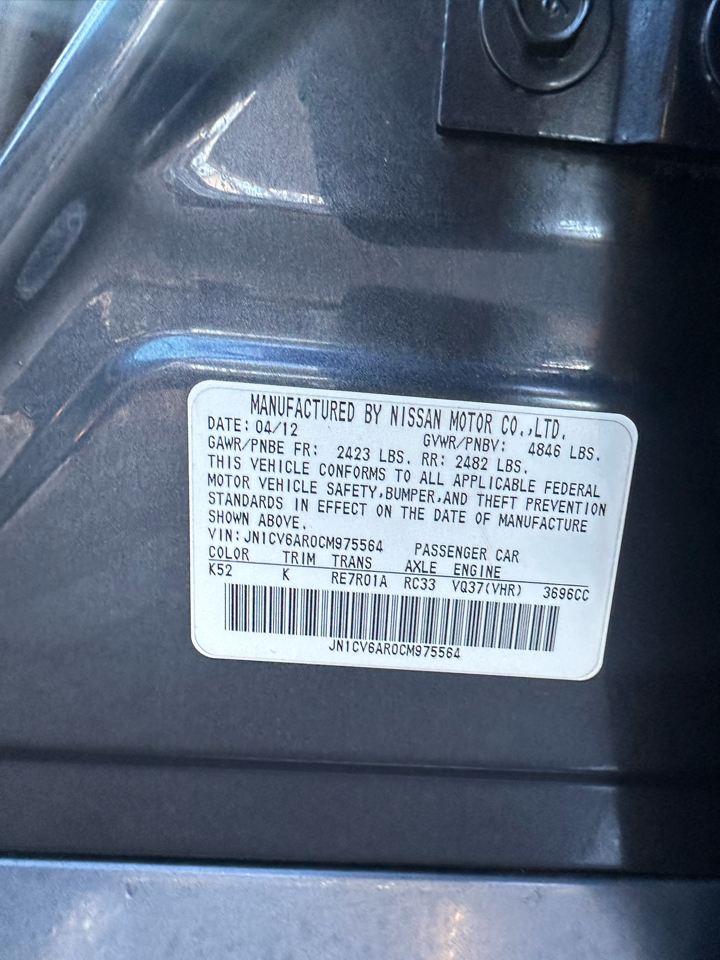 MANUFACTURED BY NISSAN MOTOR CO.,LTD.
DATE: 04/12 GVWR/PNBV: 4846 LBS.
GAWR/PNBE FR: 2423 LBS. RR: 2482 LBS.
THIS VEHICLE CONFORMS TO ALL APPLICABLE FEDERAL
MOTOR VEHICLE SAFETY,BUMPER,AND THEFT PREVENTION
STANDARDS IN EFFECT ON THE DATE OF MANUFACTURE
SHOWN ABOVE.
VIN:JN1CV6AR0CM975564 PASSENGER CAR
COLOR TRIM TRANS AXLE ENGINE
K52 K RE7R01A RC33 VQ37(VHR) 3696CC
JN1CV6AR0CM975564